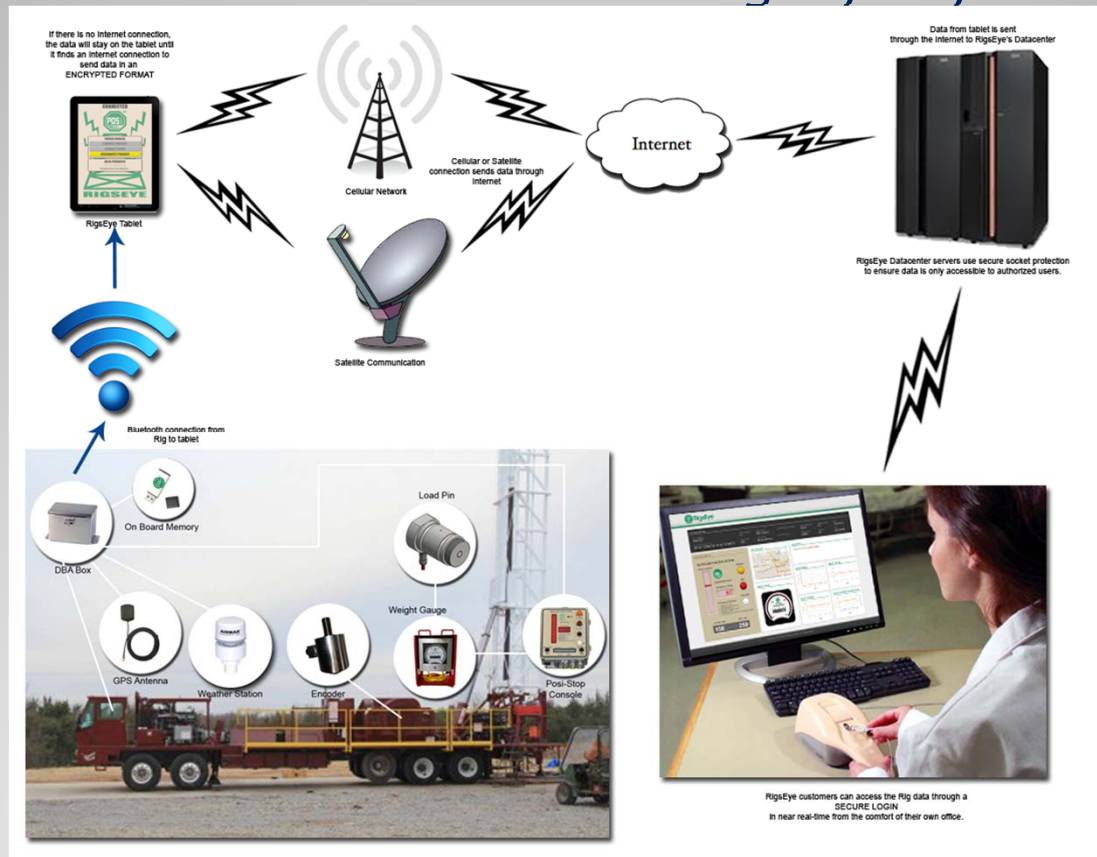 If there is no Internet connection,
the data will stay on the tablet until
it finds an Internet connection to
send data in an
ENCRYPTED FORMAT
CONNECTED
POS
RIGSEYE
RigsEye Tablet
Cellular Network
Cellular or Satellite
connection sends data through
Internet
Internet
Data from tablet is sent
through the Internet to RigsEye's Datacenter
RigsEye Datacenter servers use secure socket protection
to ensure data is only accessible to authorized users.
Satellite Communication
Bluetooth connection from
Rig to tablet
On Board Memory
DBA Box
GPS Antenna
AIRMAR
Weather Station
Encoder
Load Pin
Weight Gauge
Posi-Stop
Console
RigsEye
RigsEye customers can access the Rig data through a
SECURE LOGIN
in near real-time from the comfort of their own office.